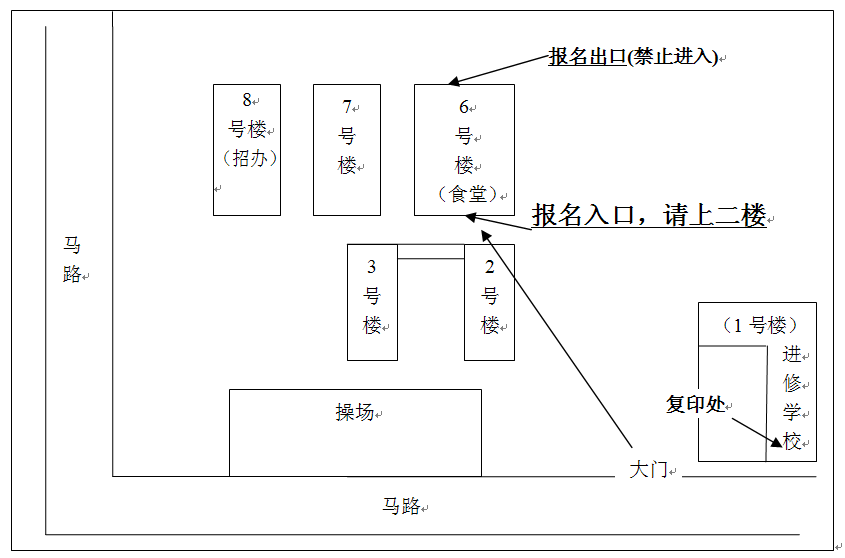 报名出口(禁止进入)
8
号楼
（招办）
7
号
楼
6
号
楼
（食堂）
报名入口，请上二楼
马
路
3
号
楼
2
号
楼
（1 号楼）
进
修
学
校
复印处
操场
大门
马路